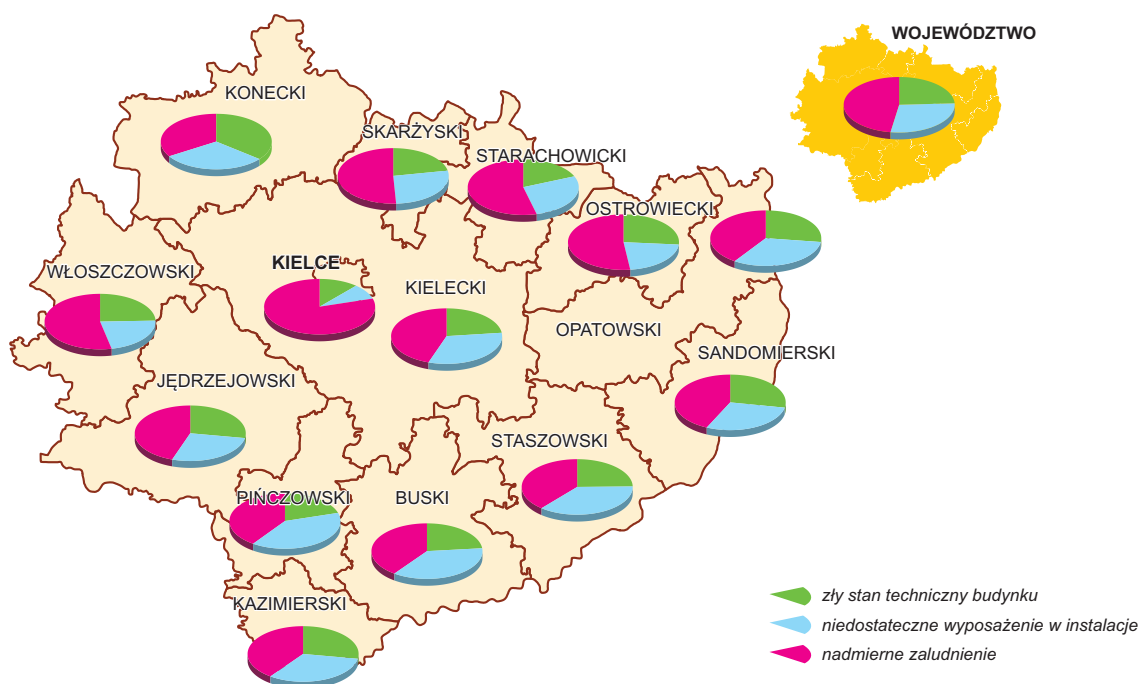 WOJEWÓDZTWO
KONECKI
SKARŻYSKI
STARACHOWICKI
OSTROWIECKI
WŁOSZCZOWSKI
KIELCE
KIELECKI
OPATOWSKI
SANDOMIERSKI
JĘDRZEJOWSKI
STASZOWSKI
PIŃCZOWSKI
BUSKI
KAZIMIERSKI
zły stan techniczny budynku
niedostateczne wyposażenie w instalacje
nadmierne zaludnienie